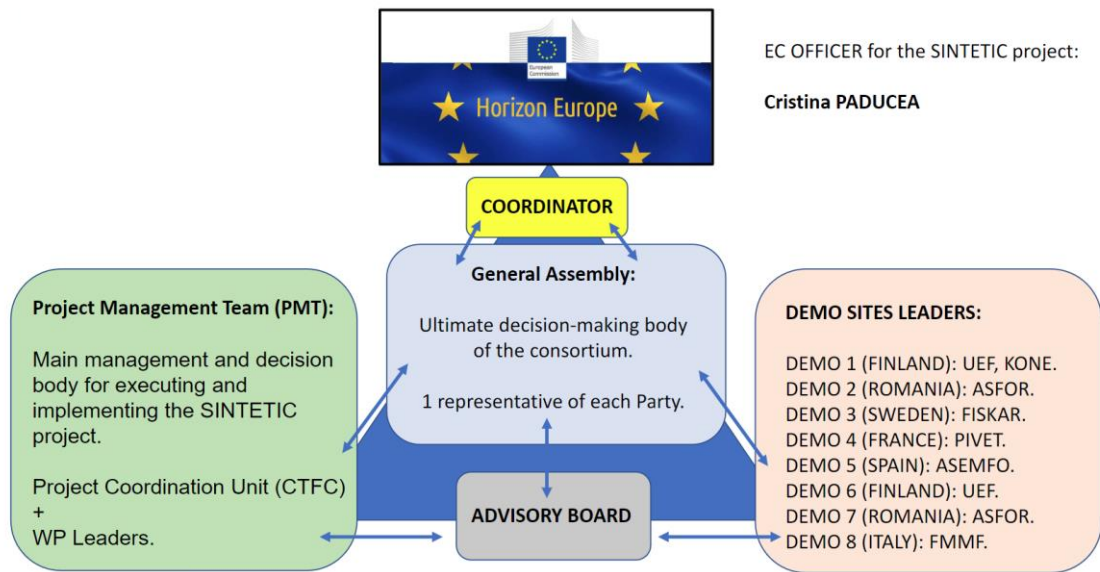 European
Commission
Horizon Europe
EC OFFICER for the SINTETIC project:
Cristina PADUCEA
COORDINATOR
General Assembly:
Ultimate decision-making body
of the consortium.
1 representative of each Party.
Project Management Team (PMT):
Main management and decision
body for executing and
implementing the SINTETIC
project.
Project Coordination Unit (CTFC)
+
WP Leaders.
ADVISORY BOARD
DEMO SITES LEADERS:
DEMO 1 (FINLAND): UEF, KONE.
DEMO 2 (ROMANIA): ASFOR.
DEMO 3 (SWEDEN): FISKAR.
DEMO 4 (FRANCE): PIVET.
DEMO 5 (SPAIN): ASEMFO.
DEMO 6 (FINLAND): UEF.
DEMO 7 (ROMANIA): ASFOR.
DEMO 8 (ITALY): FMMF.